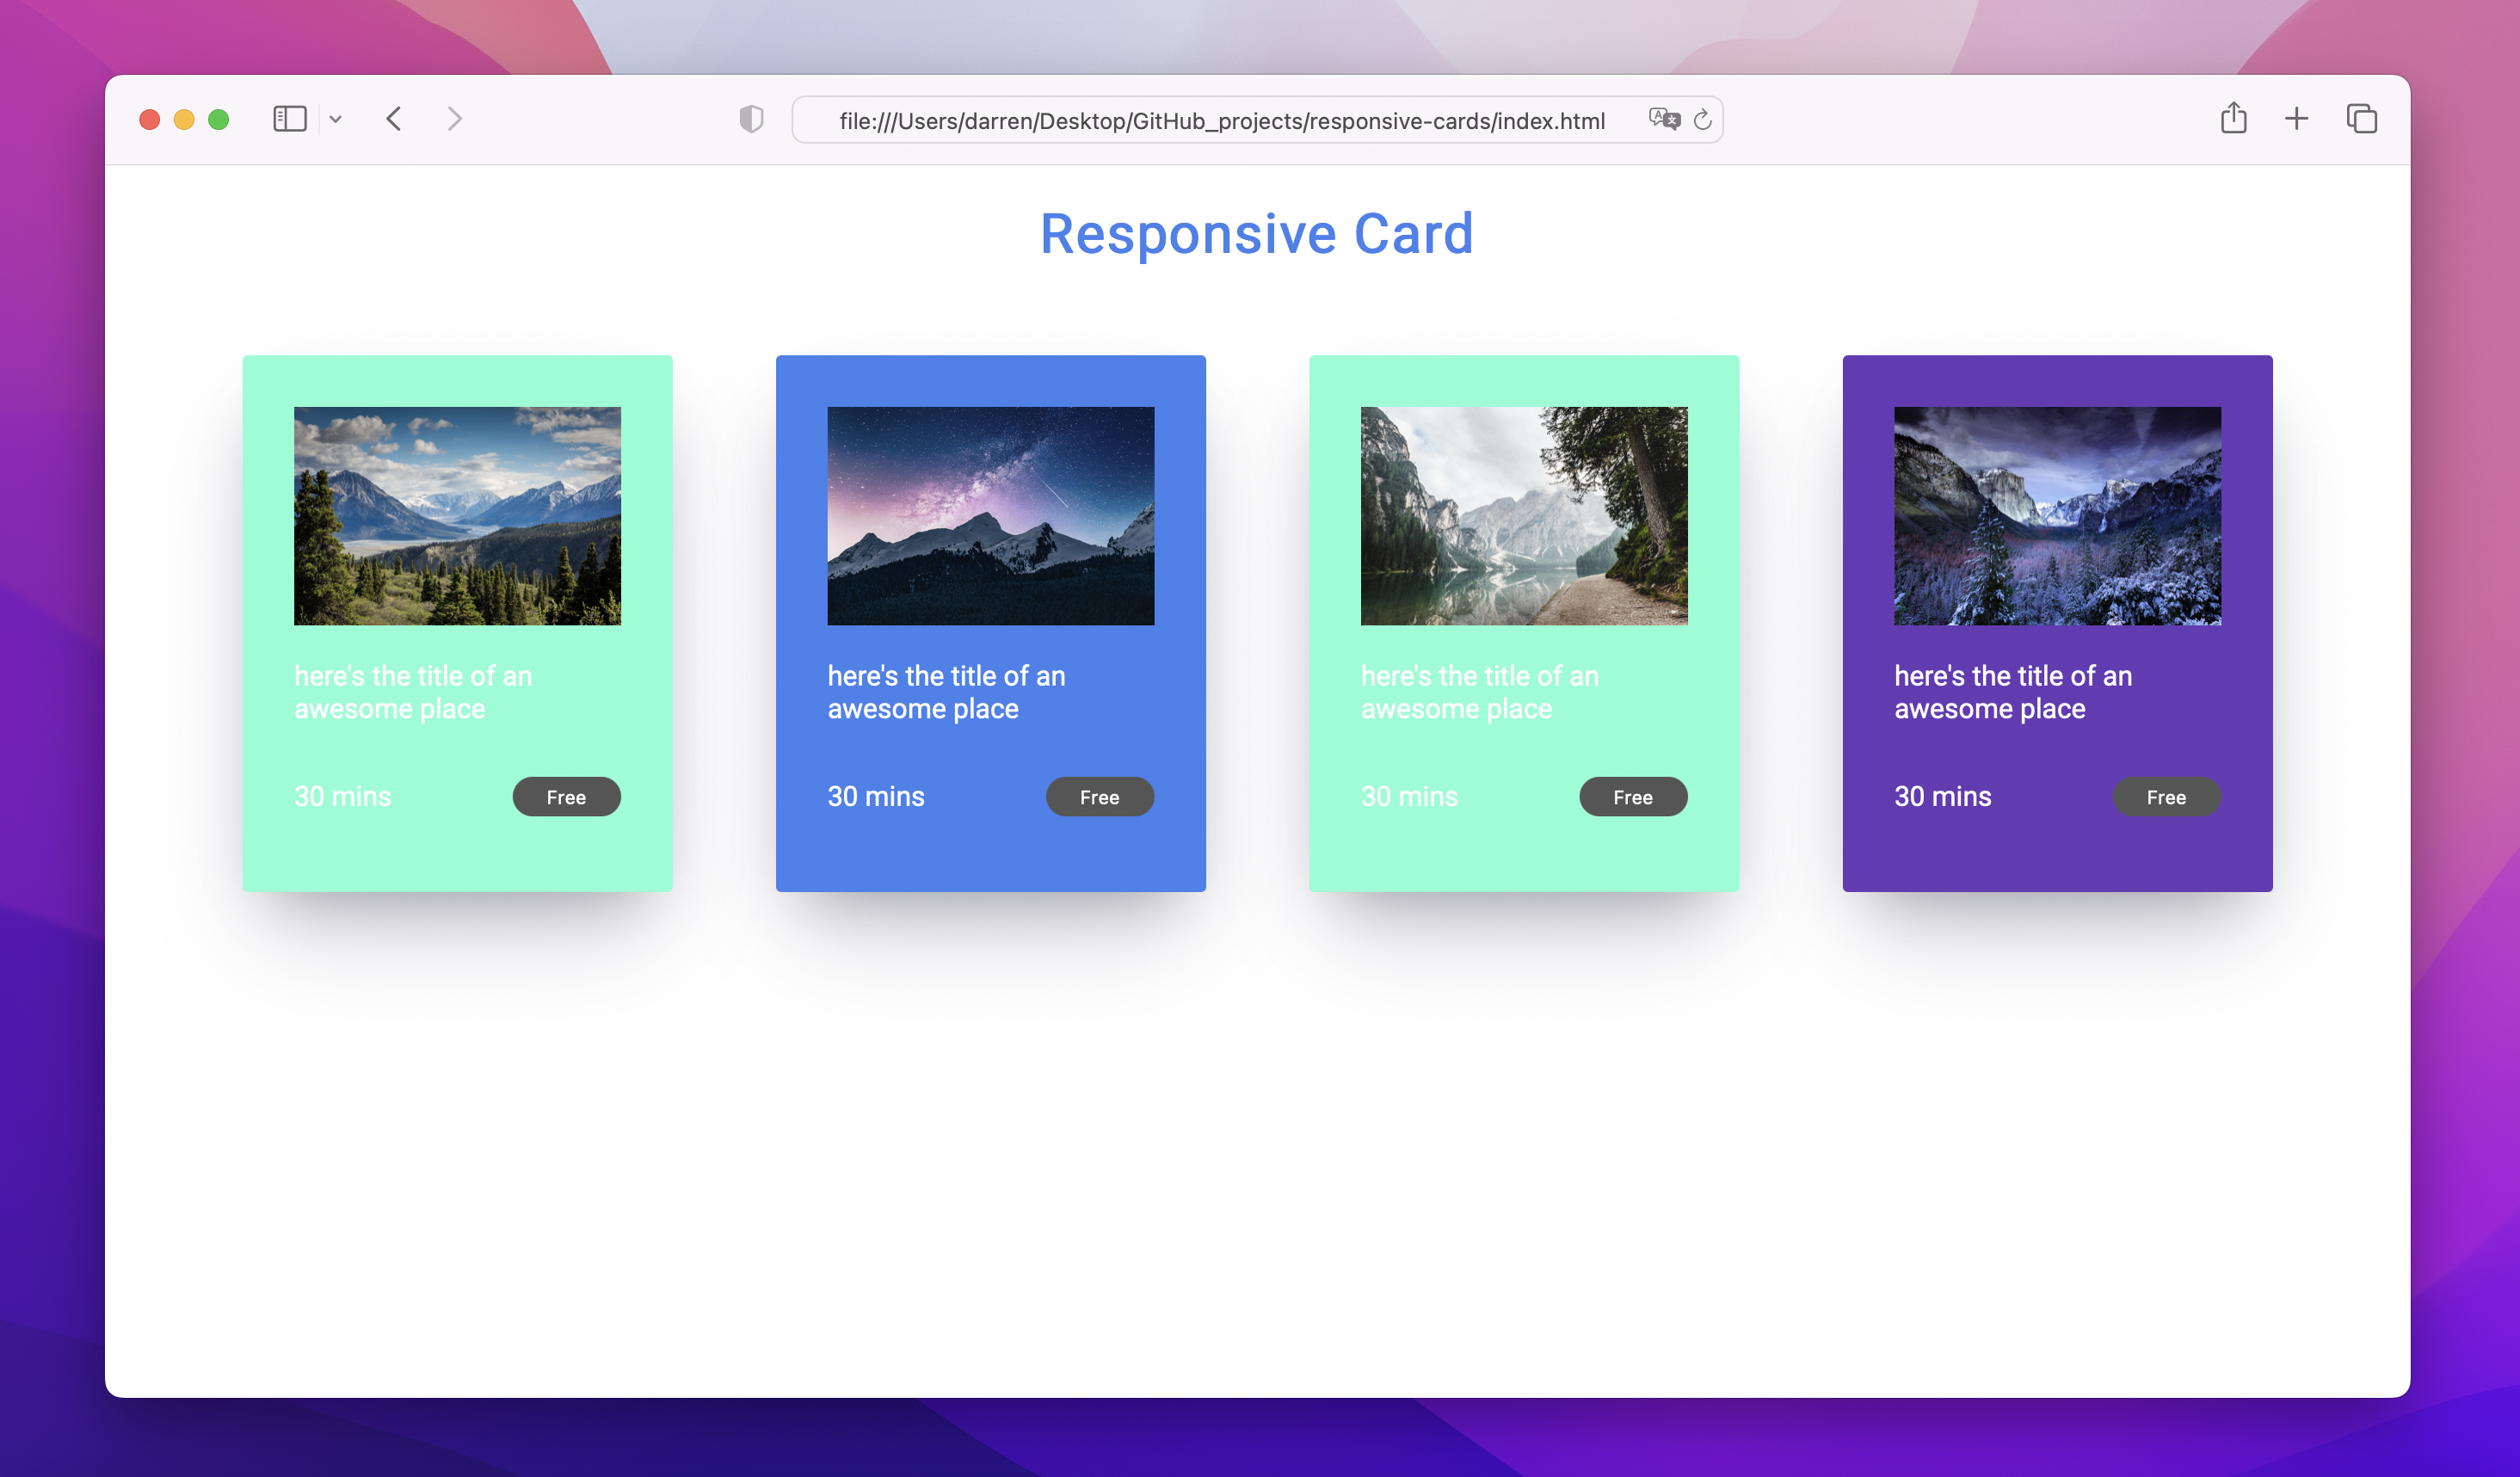 file:///Users/darren/Desktop/GitHub_projects/responsive-cards/index.html
Responsive Card
here's the title of an
awesome place
30 mins
Free
here's the title of an
awesome place
30 mins
Free
here's the title of an
awesome place
30 mins
Free
here's the title of an
awesome place
30 mins
Free